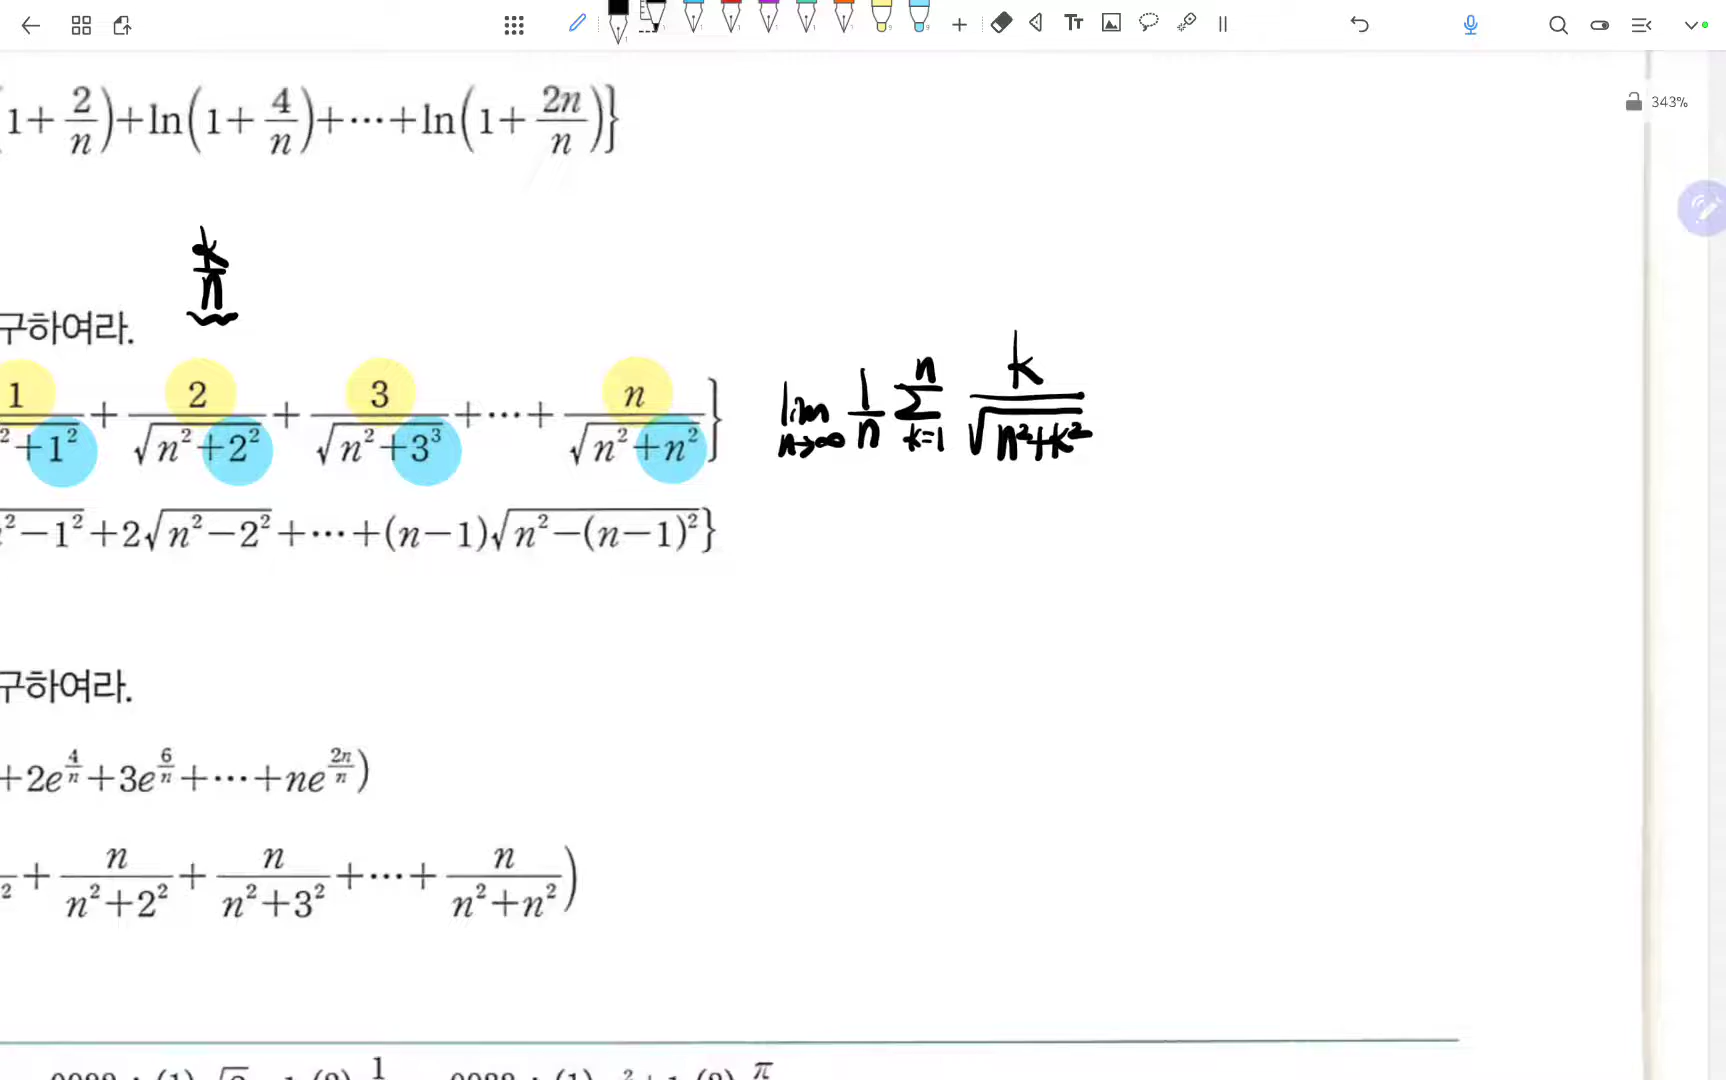 343%
1+2/n)+ln(1+4/n)+⋯+ln(1+2n/n)}
k/n
구하여라.
1/ ²+1² + 2/√(n²+2²) + 3/√(n²+3³) +⋯+ n/√(n²+n²) }
lim n→∞ 1/n Σ k=1 n k/√(n²+k²)
²−1²+2√(n²−2²)+⋯+(n−1)√(n²−(n−1)²)}
구하여라.
+2e^(4/n)+3e^(6/n)+⋯+ne^(2n/n))
² + n/(n²+2²) + n/(n²+3²) +⋯+ n/(n²+n²))